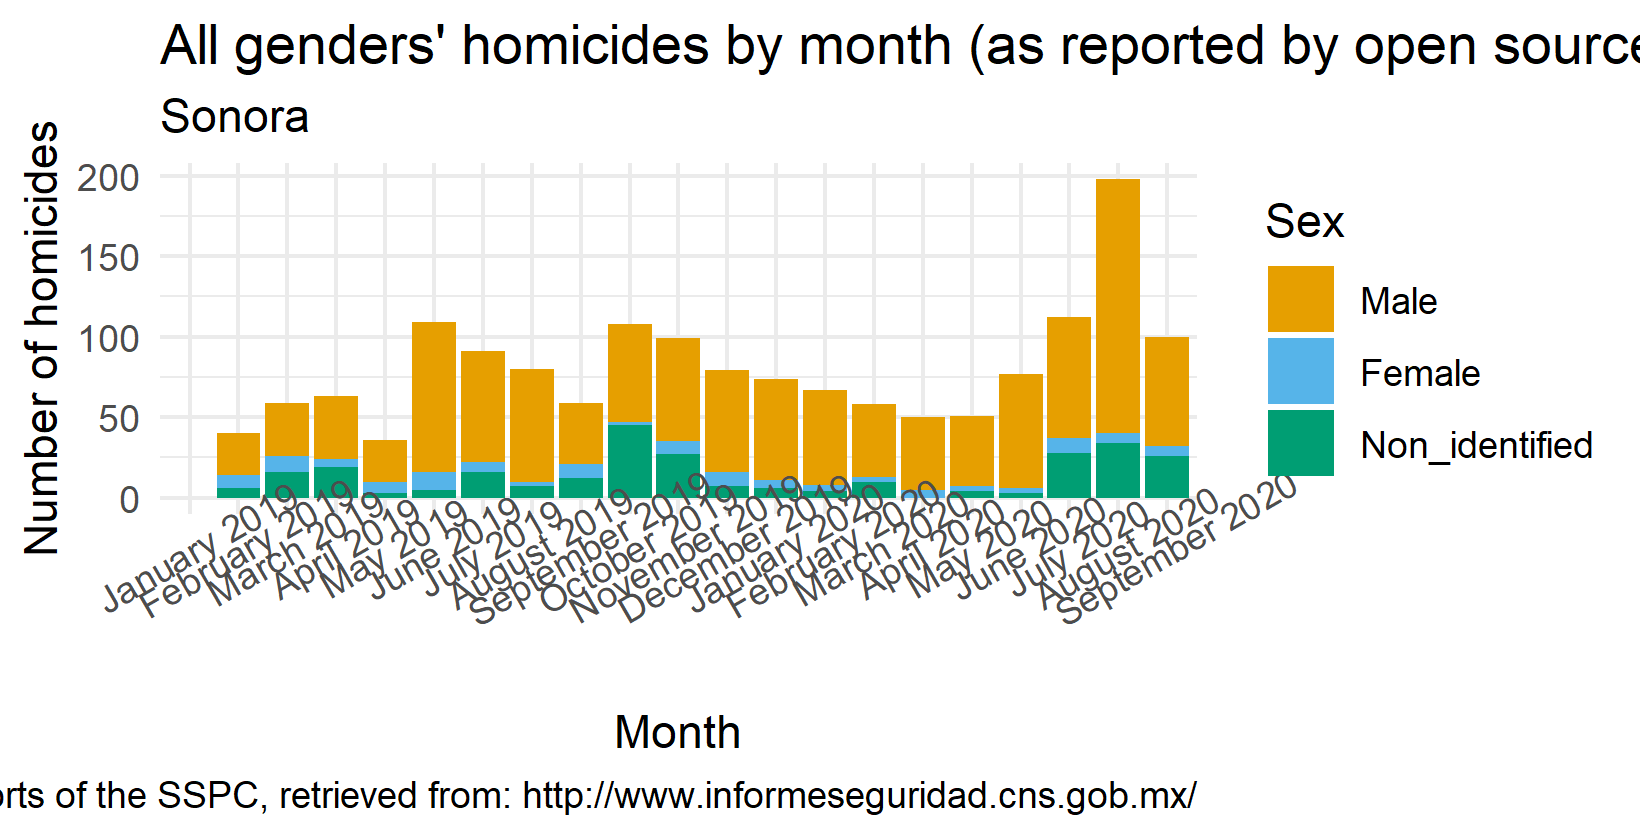 All genders' homicides by month (as reported by open source
Sonora
Number of homicides
200
150
100
50
0
January 2019
February 2019
March 2019
April 2019
May 2019
June 2019
July 2019
August 2019
September 2019
October 2019
November 2019
December 2019
January 2020
February 2020
March 2020
April 2020
May 2020
June 2020
July 2020
August 2020
September 2020
Month
Sex
Male
Female
Non_identified
orts of the SSPC, retrieved from: http://www.informeseguridad.cns.gob.mx/